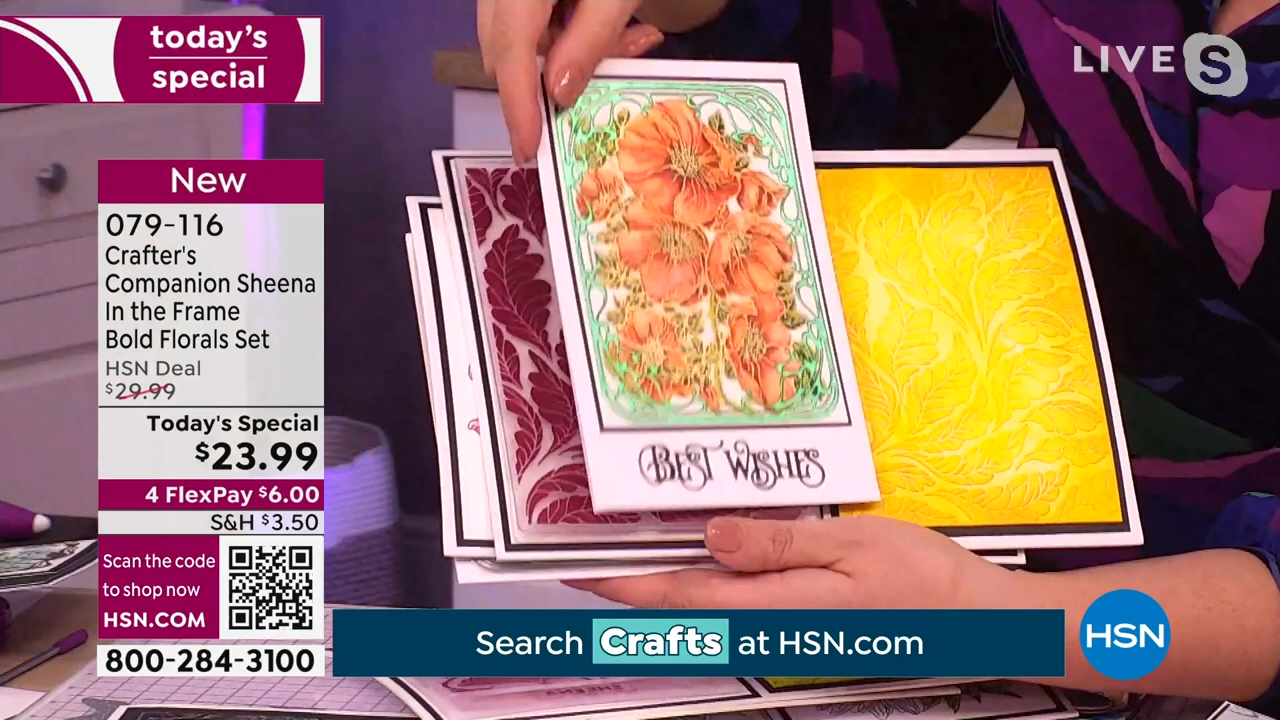 today's
special
LIVE S
New
079-116
Crafter's
Companion Sheena
In the Frame
Bold Florals Set
HSN Deal
$29.99
Today's Special
$23.99
4 FlexPay $6.00
S&H $3.50
Scan the code
to shop now
HSN.COM
800-284-3100
BEST WISHES
Search Crafts at HSN.com
HSN